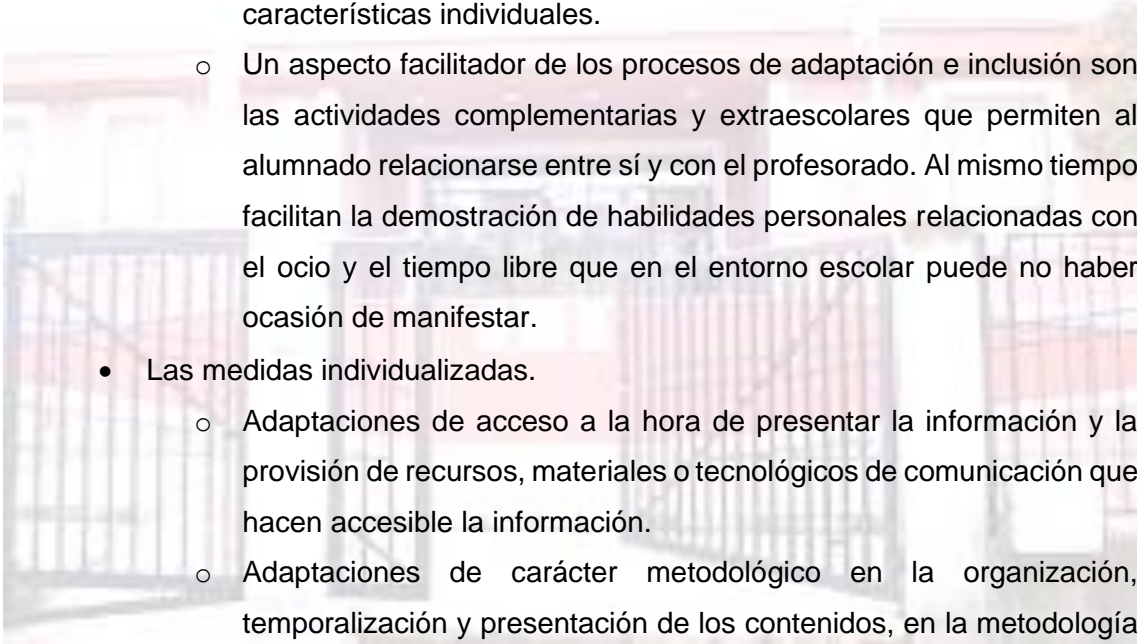 características individuales.
o Un aspecto facilitador de los procesos de adaptación e inclusión son
las actividades complementarias y extraescolares que permiten al
alumnado relacionarse entre sí y con el profesorado. Al mismo tiempo
facilitan la demostración de habilidades personales relacionadas con
el ocio y el tiempo libre que en el entorno escolar puede no haber
ocasión de manifestar.
• Las medidas individualizadas.
o Adaptaciones de acceso a la hora de presentar la información y la
provisión de recursos, materiales o tecnológicos de comunicación que
hacen accesible la información.
o Adaptaciones de carácter metodológico en la organización,
temporalización y presentación de los contenidos, en la metodología